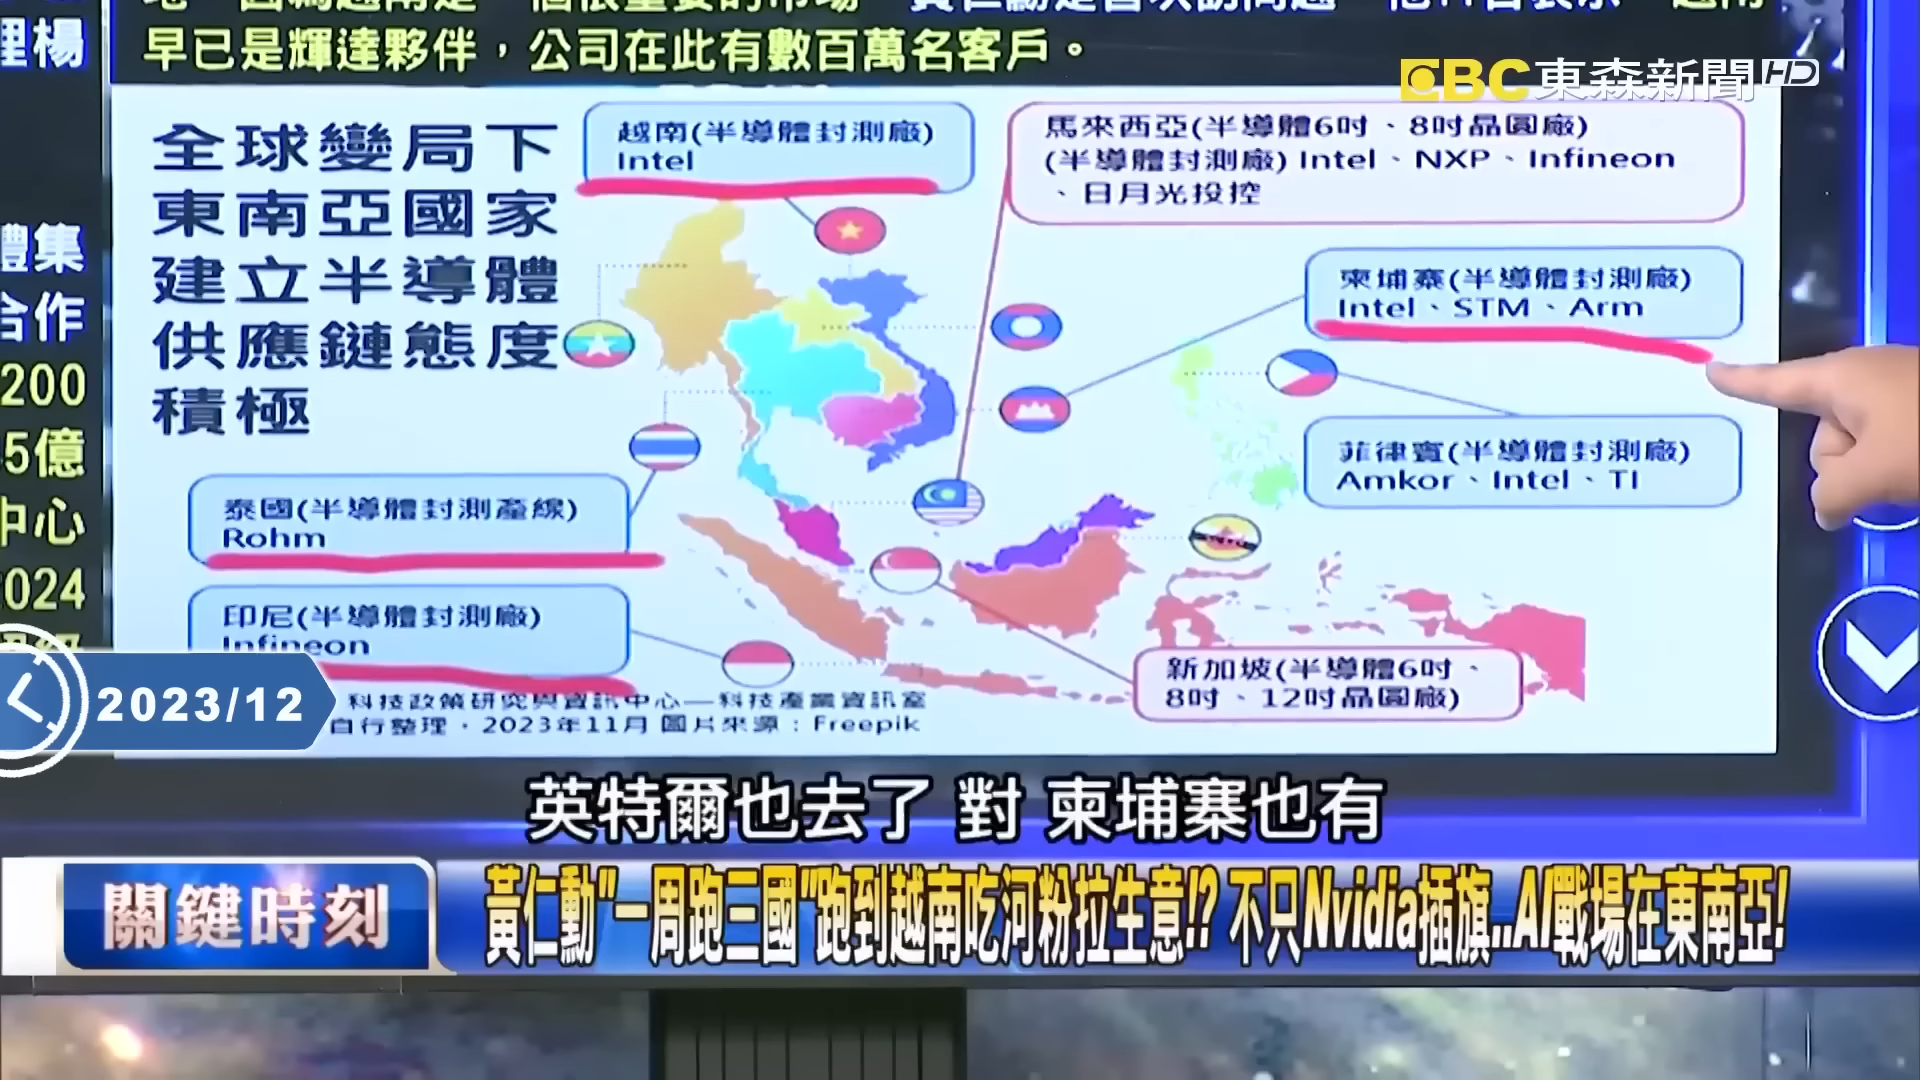 理楊
早已是輝達夥伴，公司在此有數百萬名客戶。
EBC東森新聞HD
體集
合作
200
5億
中心
2024
全球變局下
東南亞國家
建立半導體
供應鏈態度
積極
越南(半導體封測廠)
Intel
馬來西亞(半導體6吋、8吋晶圓廠)
(半導體封測廠) Intel、NXP、Infineon
、日月光投控
柬埔寨(半導體封測廠)
Intel、STM、Arm
菲律賓(半導體封測廠)
Amkor、Intel、TI
泰國(半導體封測產線)
Rohm
印尼(半導體封測廠)
Infineon
新加坡(半導體6吋、
8吋、12吋晶圓廠)
科技政策研究與資訊中心—科技產業資訊室
自行整理，2023年11月 圖片來源：Freepik
2023/12
英特爾也去了 對 柬埔寨也有
關鍵時刻
黃仁勳"一周跑三國"跑到越南吃河粉拉生意!? 不只Nvidia插旗..AI戰場在東南亞!